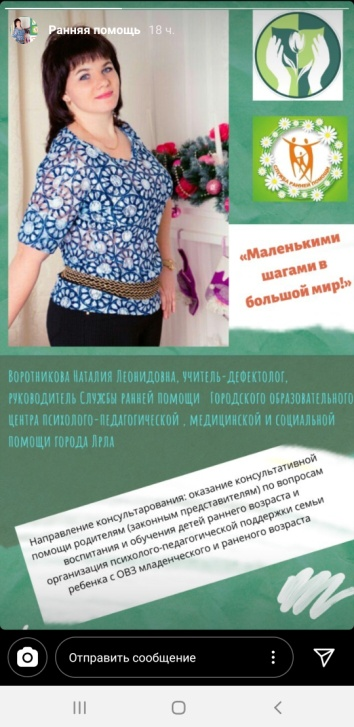 Ранняя помощь 18 ч.
«Маленькими
шагами в
большой мир!»
Воротникова Наталия Леонидовна, учитель-дефектолог,
руководитель Службы ранней помощи Городского образовательного
центра психолого-педагогической , медицинской и социальной
помощи города Лрла
Направление консультарования: оказание консультативной
помощи родителям (законным представителям) по вопросам
воспитания и обучения детей раннего возраста и
организация психолого-педагогической поддержки семьи
ребенка с ОВЗ младенческого и раненого возраста
Отправить сообщение